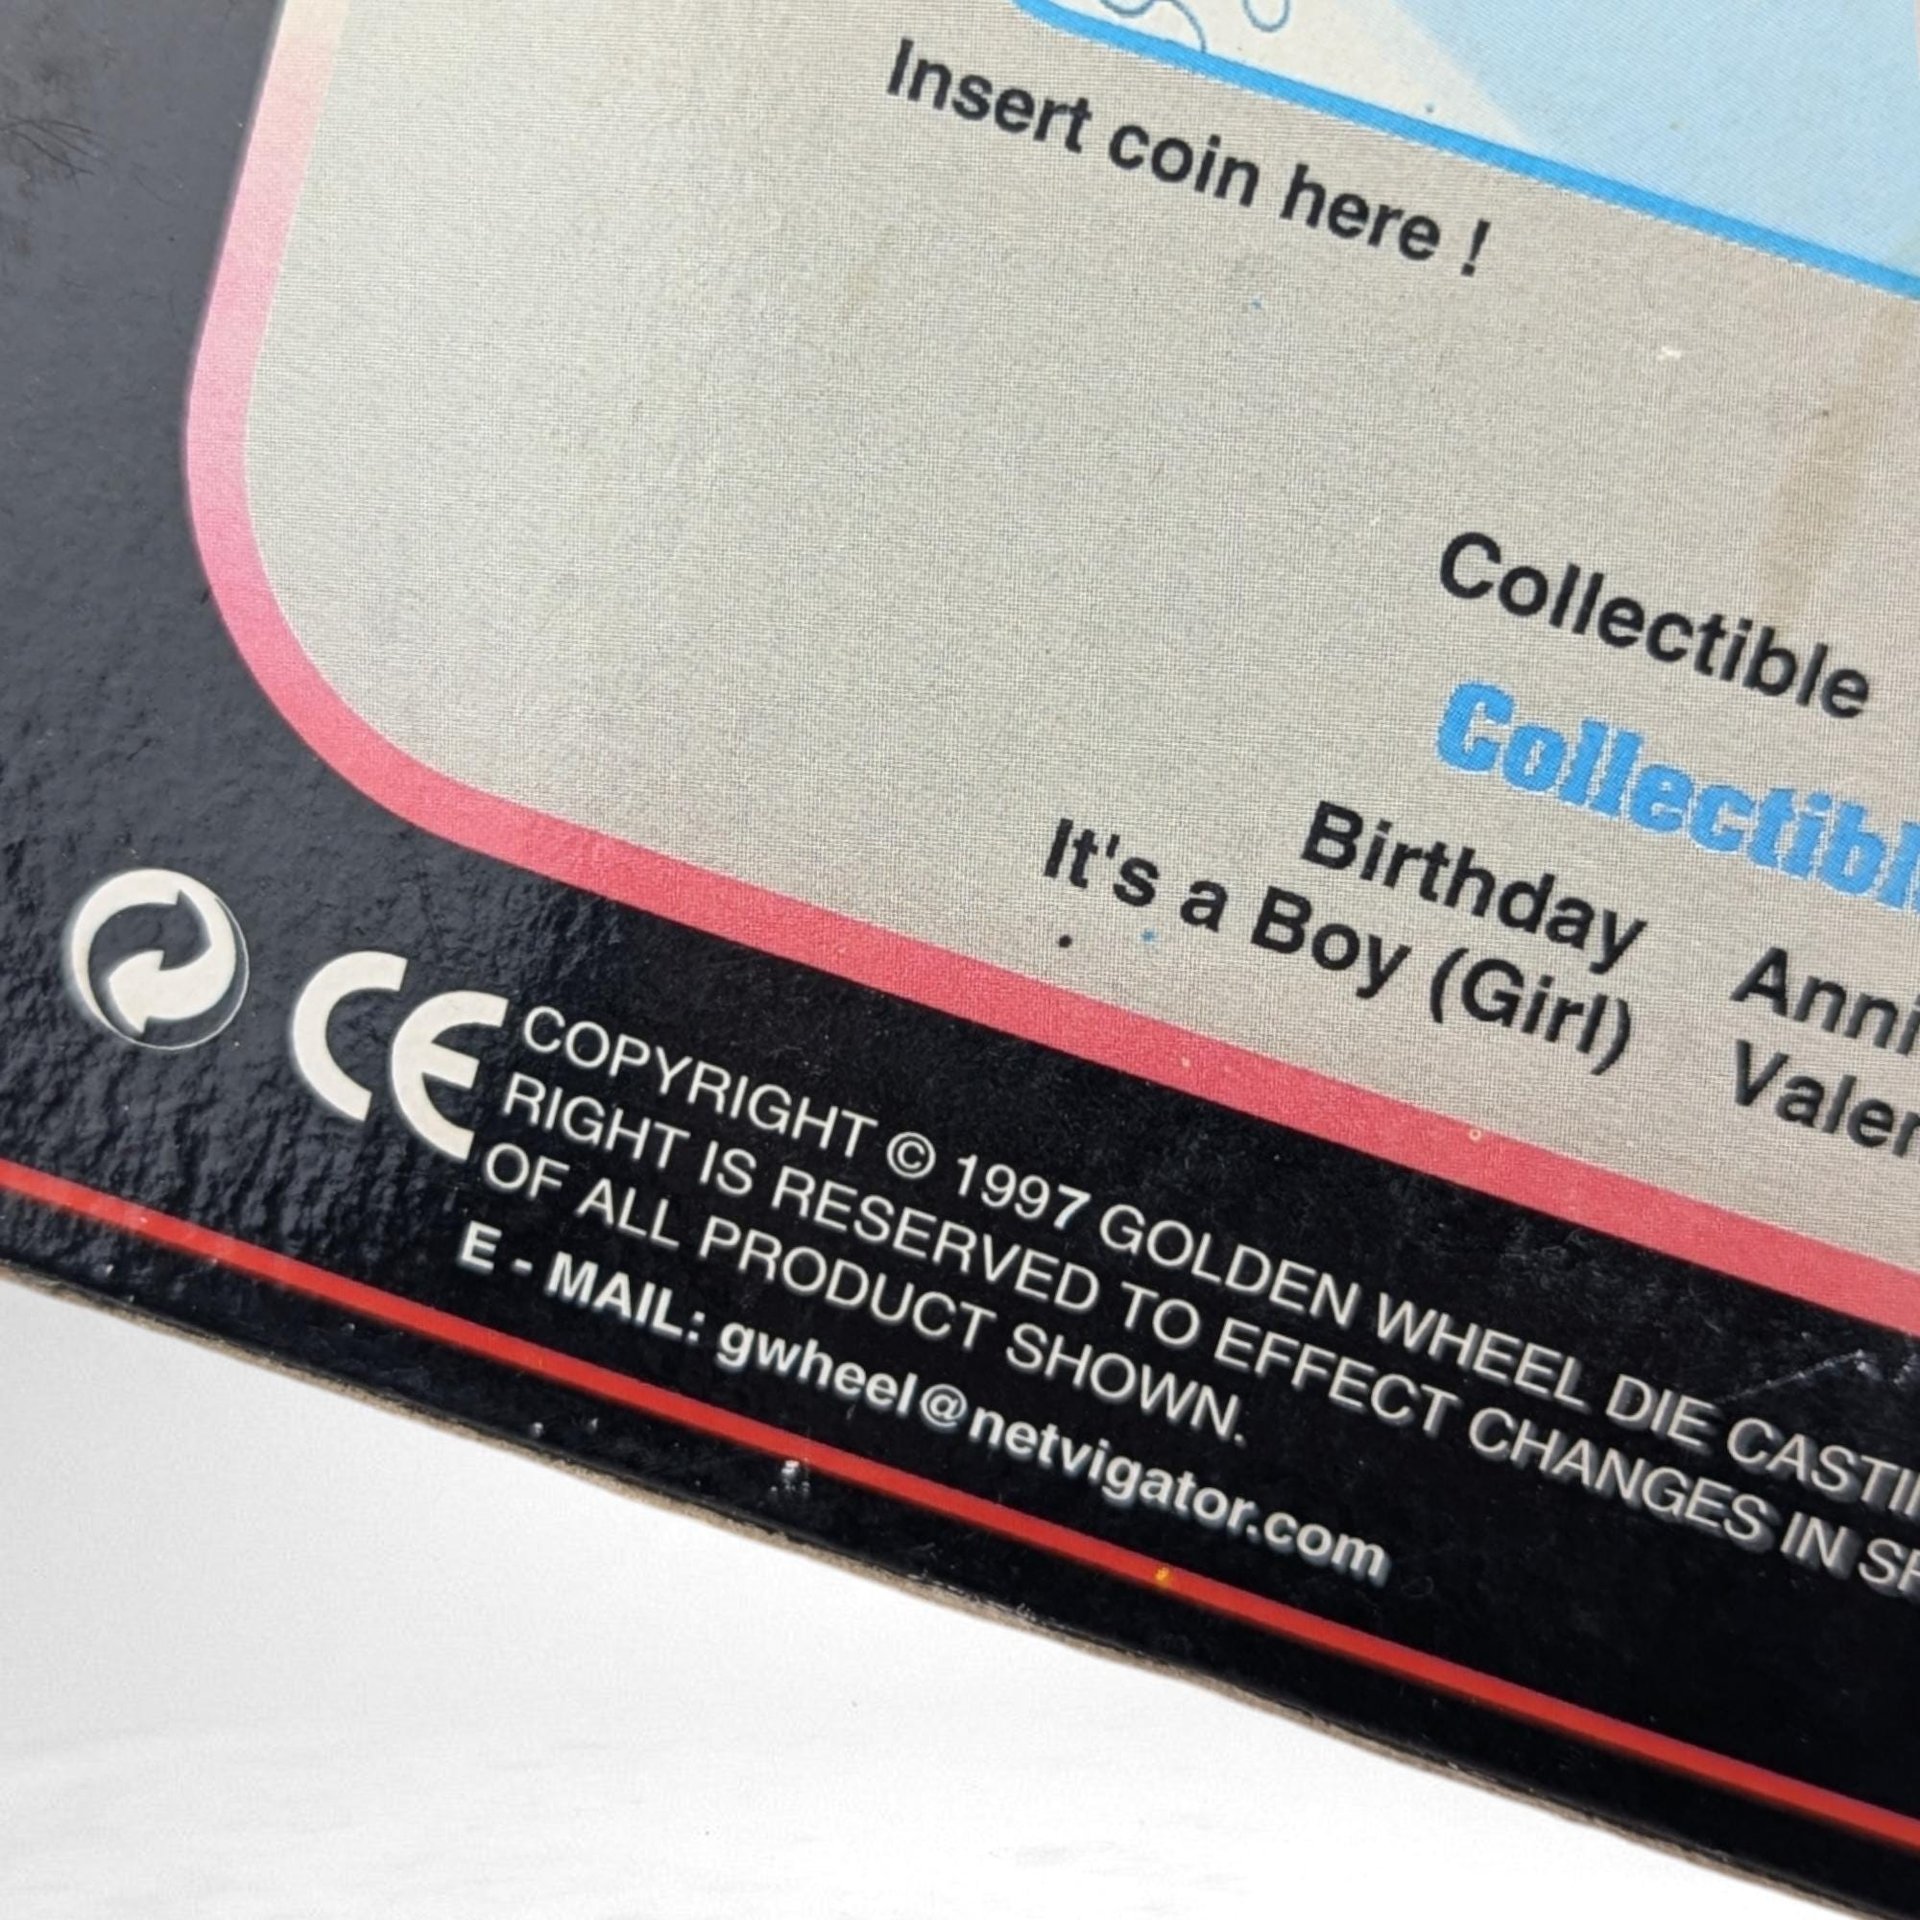 Insert coin here !
Collectible
Birthday
It's a Boy (Girl)
COPYRIGHT © 1997 GOLDEN WHEEL DIE
RIGHT IS RESERVED TO EFFECT CHANGES IN
OF ALL PRODUCT SHOWN.
E - MAIL: gwheel@netvigator.com
CE